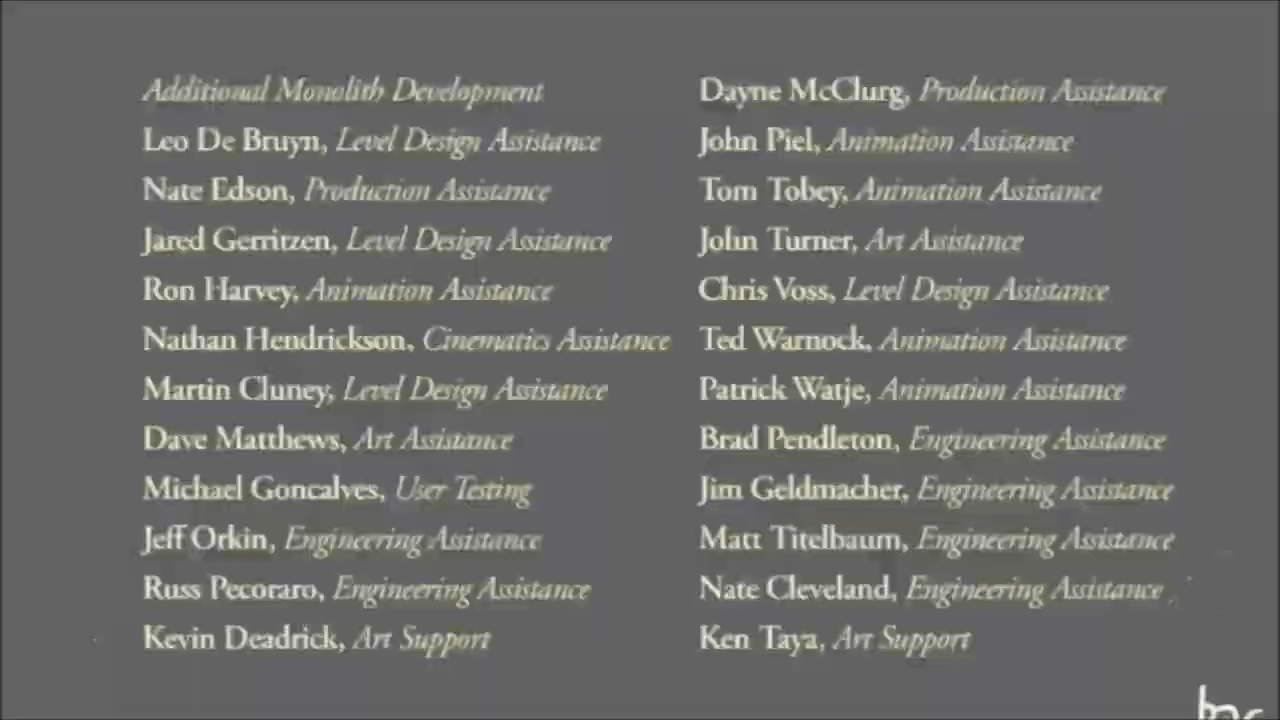 Additional Monolith Development
Leo De Bruyn, Level Design Assistance
Nate Edson, Production Assistance
Jared Gerritzen, Level Design Assistance
Ron Harvey, Animation Assistance
Nathan Hendrickson, Cinematics Assistance
Martin Cluney, Level Design Assistance
Dave Matthews, Art Assistance
Michael Goncalves, User Testing
Jeff Orkin, Engineering Assistance
Russ Pecoraro, Engineering Assistance
Kevin Deadrick, Art Support
Dayne McClurg, Production Assistance
John Piel, Animation Assistance
Tom Tobey, Animation Assistance
John Turner, Art Assistance
Chris Voss, Level Design Assistance
Ted Warnock, Animation Assistance
Patrick Watje, Animation Assistance
Brad Pendleton, Engineering Assistance
Jim Geldmacher, Engineering Assistance
Matt Titelbaum, Engineering Assistance
Nate Cleveland, Engineering Assistance
Ken Taya, Art Support